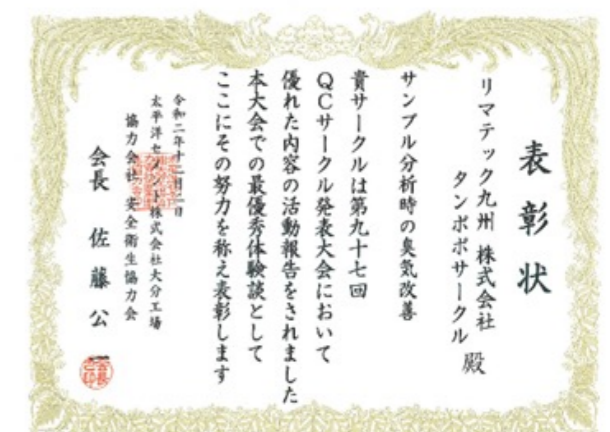 表彰状
リマテック九州 株式会社
タンポポサークル 殿
サンプル分析時の臭気改善
貴サークルは第九十七回
QCサークル発表大会において
優れた内容の活動報告をされました
本大会での最優秀体験談として
ここにその努力を称え表彰します
令和二年十二月二日
太平洋セメント株式会社大分工場
協力会社 安全衛生協力会
会長 佐藤公一